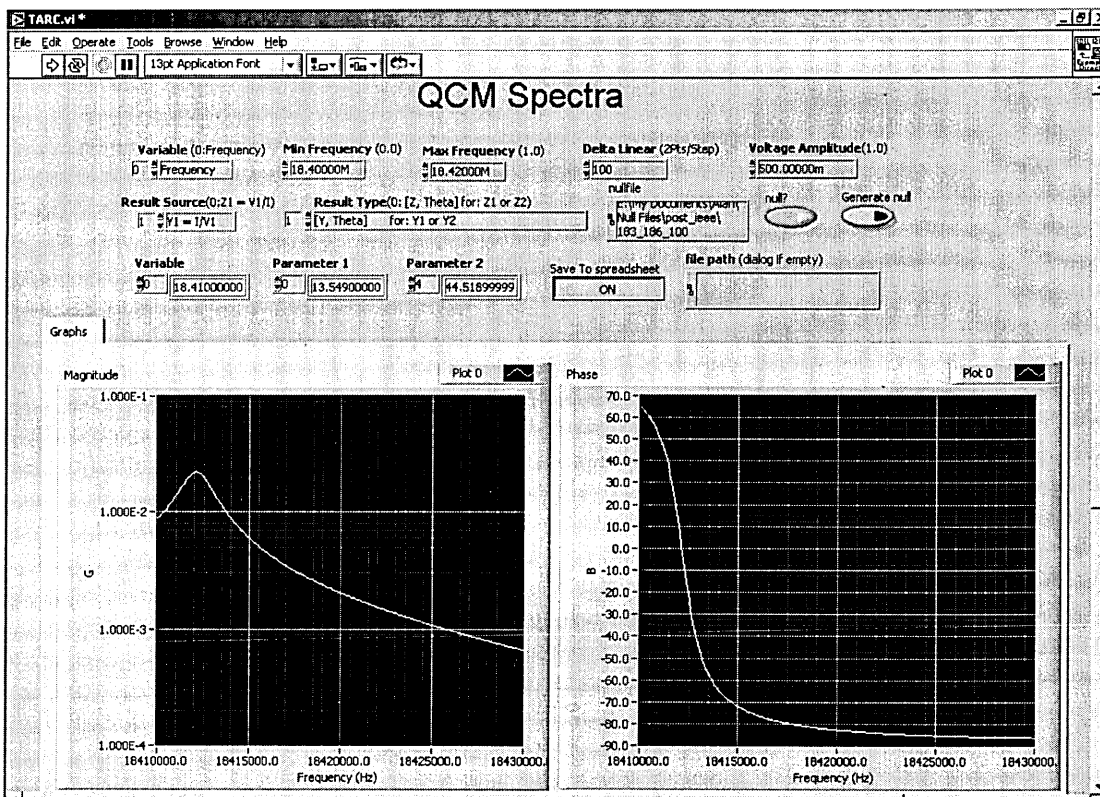 TARC.vi *
File Edit Operate Tools Browse Window Help
13pt Application Font
QCM Spectra
Variable (0:Frequency) Min Frequency (0.0) Max Frequency (1.0) Delta Linear (2Pts/Step) Voltage Amplitude(1.0)
0 Frequency 18.40000M 18.42000M 100 500.00000m
nullfile
Result Source(0:Z1 = V1/I) Result Type(0: [Z, Theta] for: Z1 or Z2) null? Generate null
1 Y1 = I/V1 1 [Y, Theta] for: Y1 or Y2
Null Files\post_ieee\
183_186_100
Variable Parameter 1 Parameter 2 Save To spreadsheet file path (dialog if empty)
0 18.41000000 0 13.54900000 4 44.51899999 ON
Graphs
Magnitude Plot 0
1.000E-1
1.000E-2
G
1.000E-3
1.000E-4
18410000.0 18415000.0 18420000.0 18425000.0 18430000.
Frequency (Hz)
Phase Plot 0
70.0
60.0
50.0
40.0
30.0
20.0
10.0
0.0
B
-10.0
-20.0
-30.0
-40.0
-50.0
-60.0
-70.0
-80.0
-90.0
18410000.0 18415000.0 18420000.0 18425000.0 18430000.
Frequency (Hz)